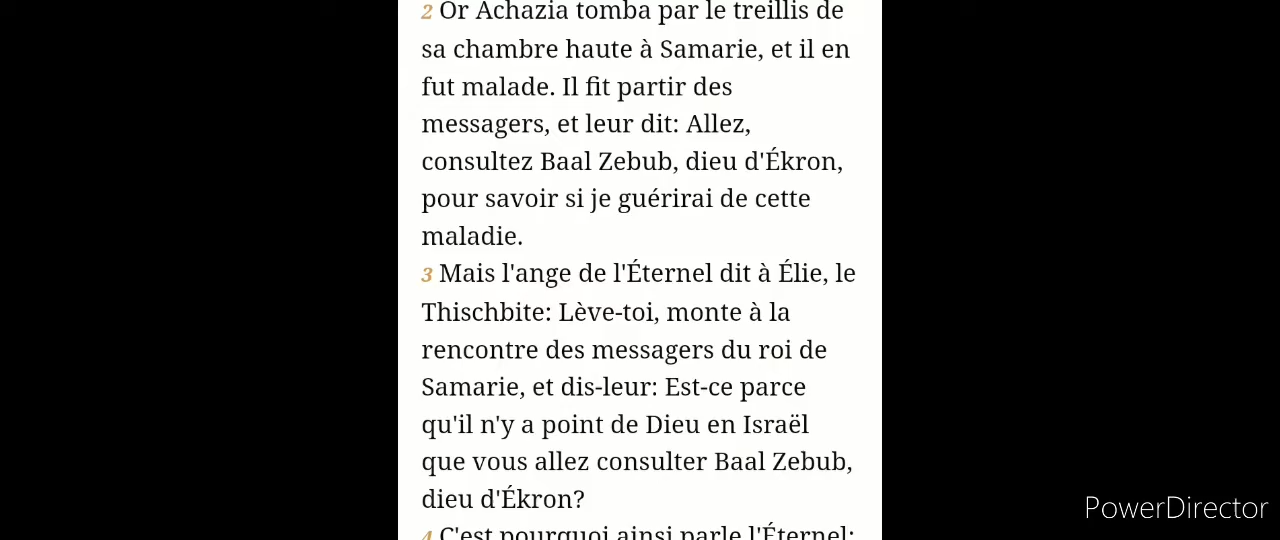 2 Or Achazia tomba par le treillis de
sa chambre haute à Samarie, et il en
fut malade. Il fit partir des
messagers, et leur dit: Allez,
consultez Baal Zebub, dieu d'Ékron,
pour savoir si je guérirai de cette
maladie.
3 Mais l'ange de l'Éternel dit à Élie, le
Thischbite: Lève-toi, monte à la
rencontre des messagers du roi de
Samarie, et dis-leur: Est-ce parce
qu'il n'y a point de Dieu en Israël
que vous allez consulter Baal Zebub,
dieu d'Ékron?
4 C'est pourquoi ainsi parle l'Éternel:
PowerDirector